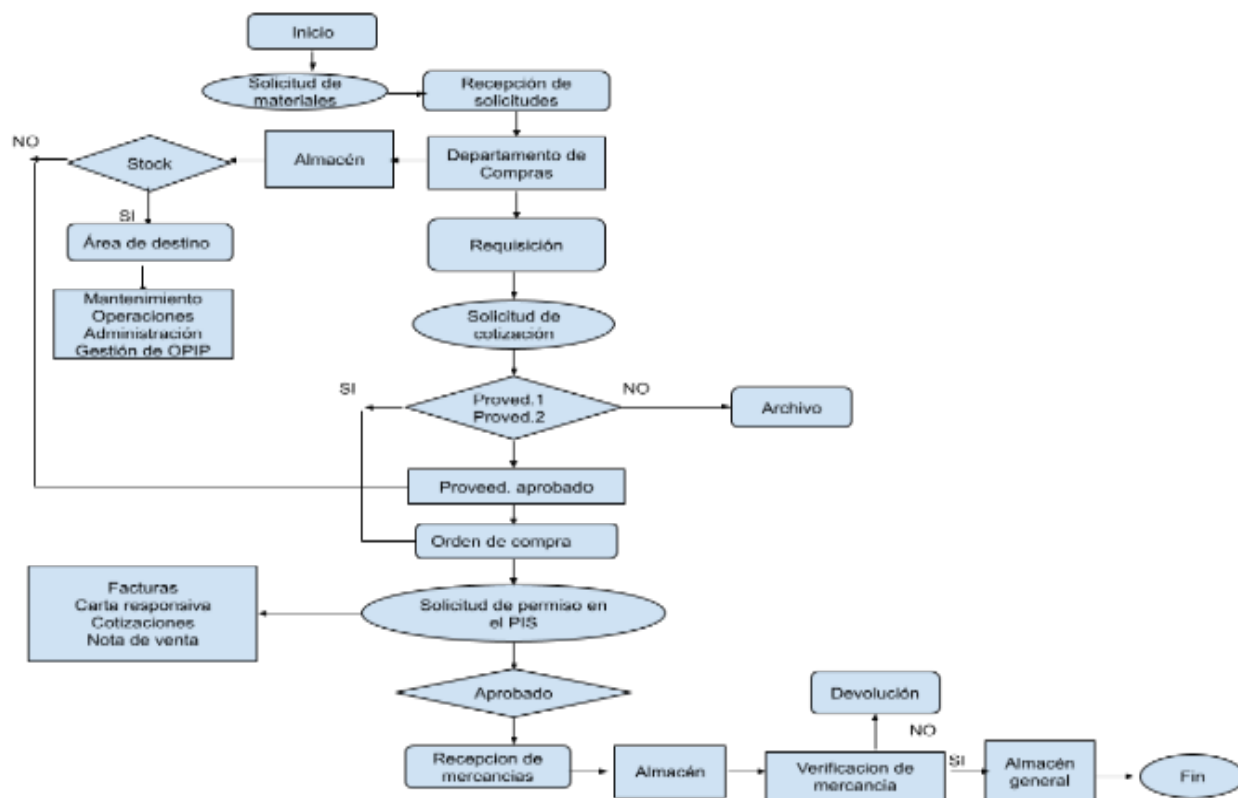 Inicio
Solicitud de
materiales
Recepción de
solicitudes
NO
Stock
Almacén
Departamento de
Compras
SI
Área de destino
Requisición
Mantenimiento
Operaciones
Administración
Gestión de OPIP
Solicitud de
cotización
SI
Proved.1
Proved.2
NO
Archivo
Proveed. aprobado
Orden de compra
Facturas
Carta responsiva
Cotizaciones
Nota de venta
Solicitud de permiso en
el PIS
Aprobado
Devolución
NO
Recepcion de
mercancias
Almacén
Verificacion de
mercancia
SI
Almacén
general
Fin